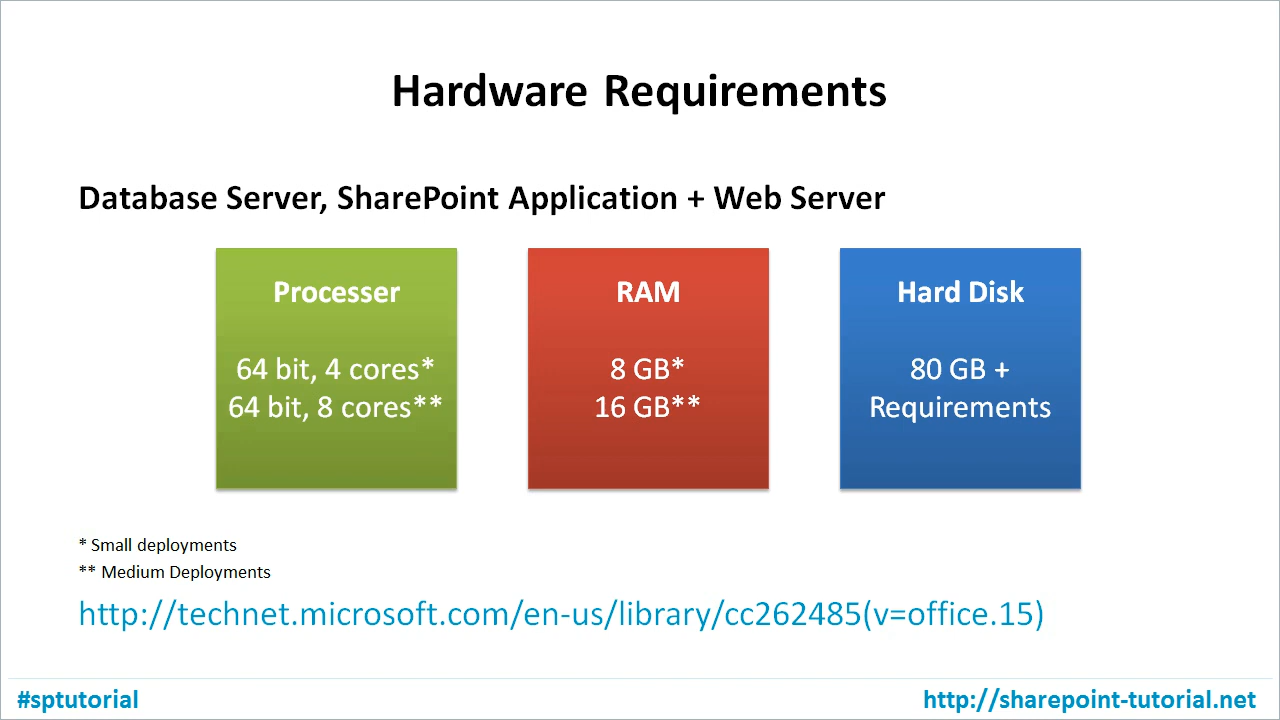 Hardware Requirements
Database Server, SharePoint Application + Web Server
Processer
64 bit, 4 cores*
64 bit, 8 cores**
RAM
8 GB*
16 GB**
Hard Disk
80 GB +
Requirements
* Small deployments
** Medium Deployments
http://technet.microsoft.com/en-us/library/cc262485(v=office.15)
#sptutorial
http://sharepoint-tutorial.net